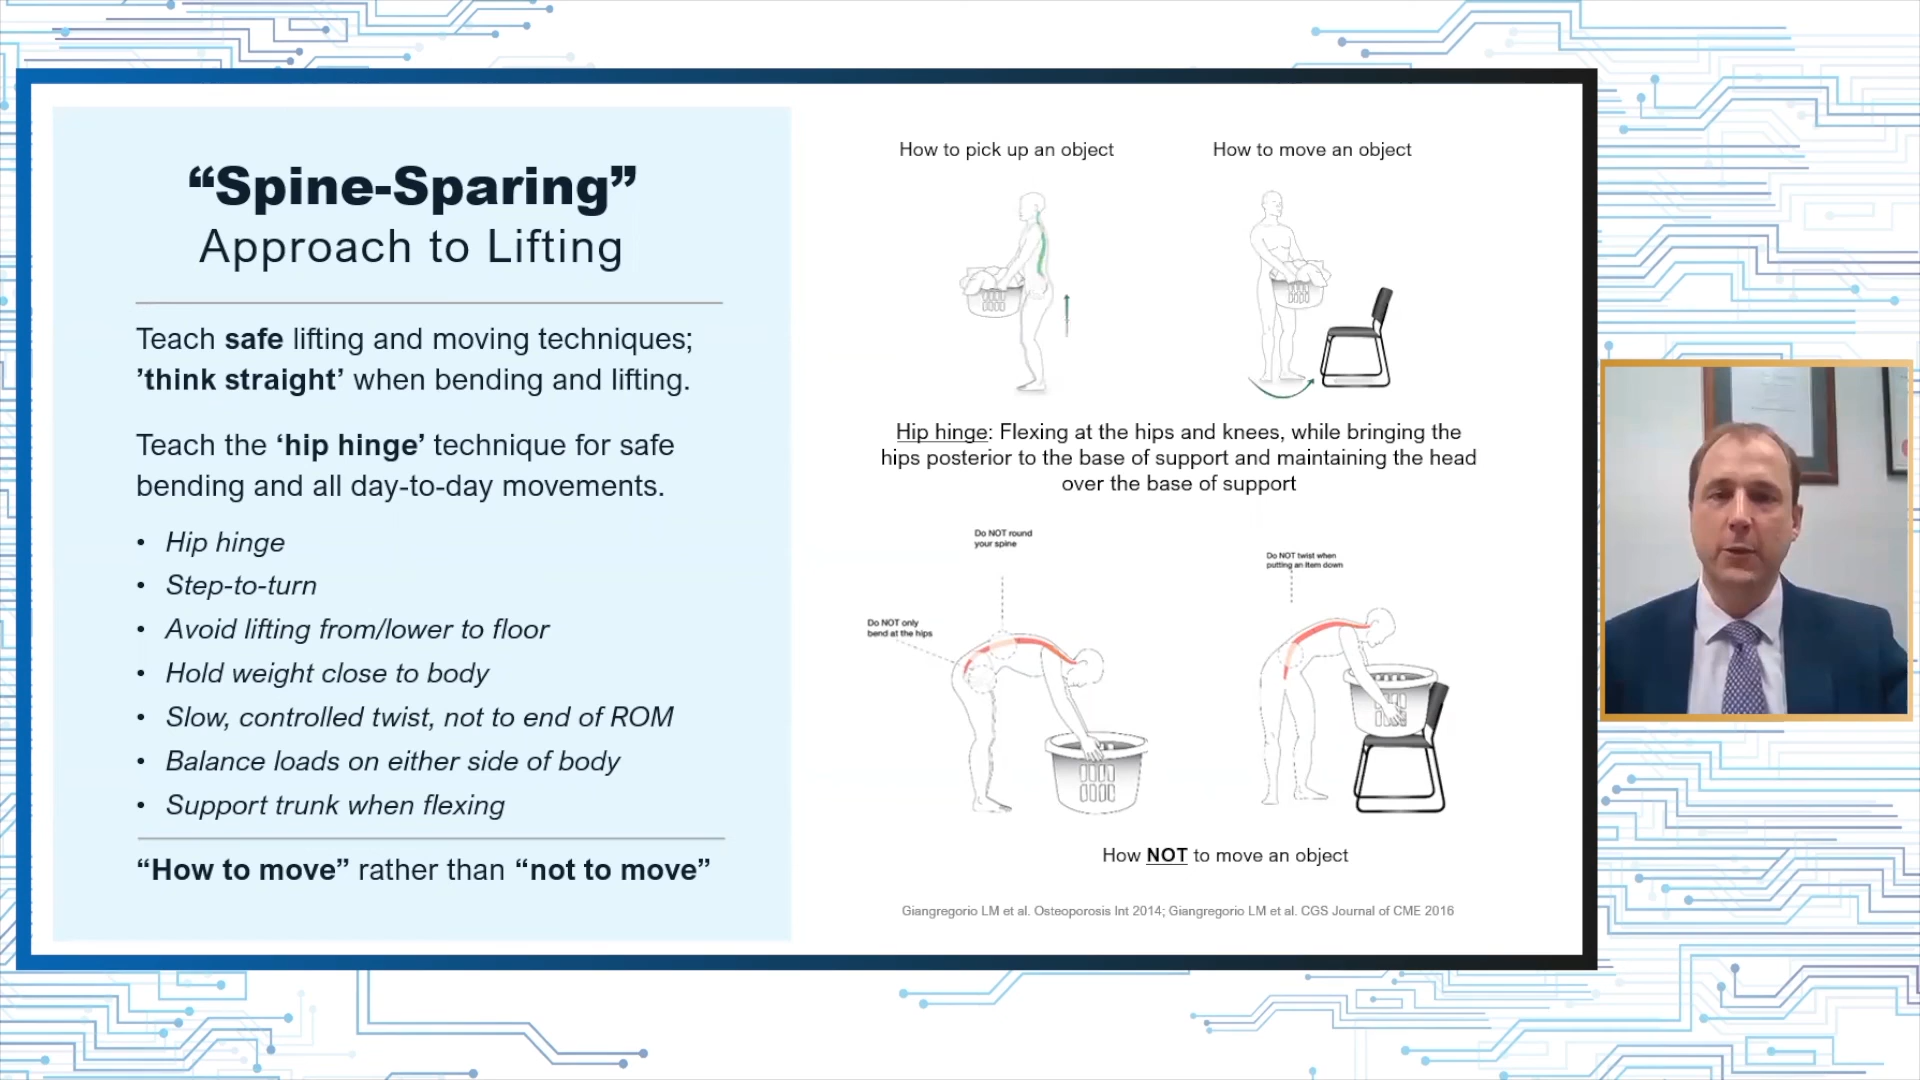 “Spine-Sparing”
Approach to Lifting
Teach safe lifting and moving techniques;
’think straight’ when bending and lifting.
Teach the ‘hip hinge’ technique for safe
bending and all day-to-day movements.
• Hip hinge
• Step-to-turn
• Avoid lifting from/lower to floor
• Hold weight close to body
• Slow, controlled twist, not to end of ROM
• Balance loads on either side of body
• Support trunk when flexing
“How to move” rather than “not to move”
How to pick up an object
How to move an object
Hip hinge: Flexing at the hips and knees, while bringing the
hips posterior to the base of support and maintaining the head
over the base of support
Do NOT round
your spine
Do NOT only
bend at the hips
Do NOT twist when
putting an item down
How NOT to move an object
Giangregorio LM et al. Osteoporosis Int 2014; Giangregorio LM et al. CGS Journal of CME 2016